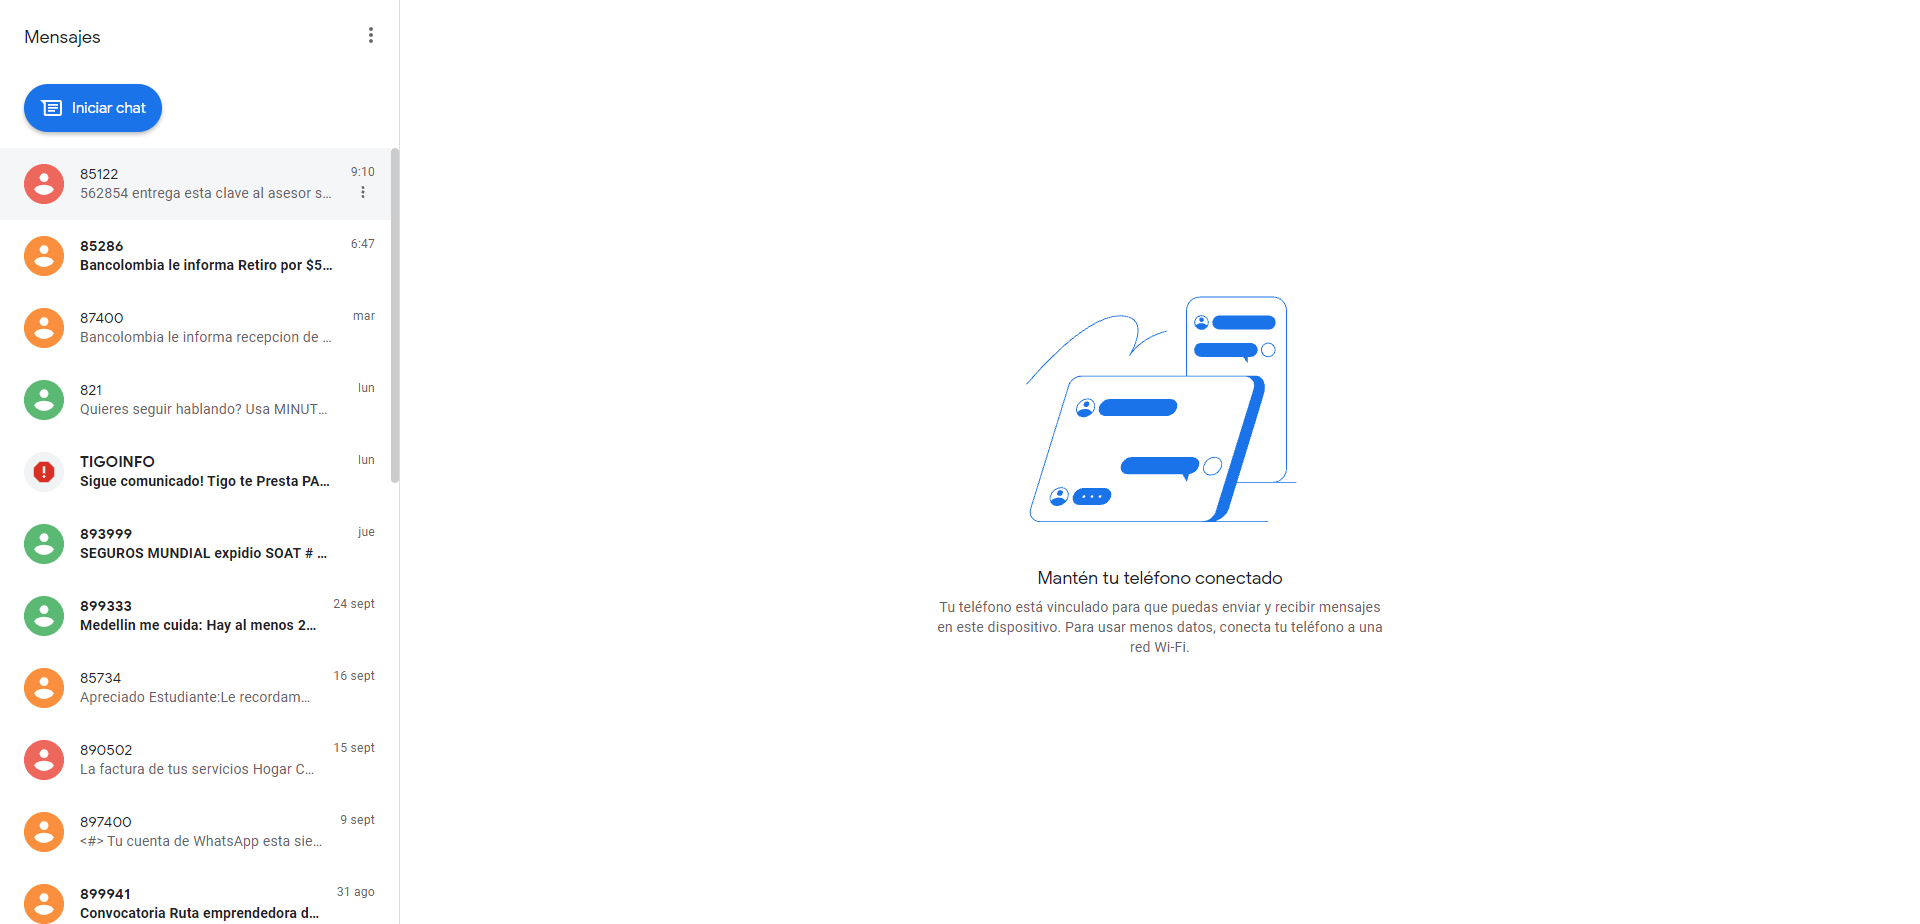 Mensajes
Iniciar chat
85122
9:10
562854 entrega esta clave al asesor s...
85286
6:47
Bancolombia le informa Retiro por $5...
87400
mar
Bancolombia le informa recepcion de ...
821
lun
Quieres seguir hablando? Usa MINUT...
TIGOINFO
lun
Sigue comunicado! Tigo te Presta PA...
893999
jue
SEGUROS MUNDIAL expidio SOAT # ...
899333
24 sept
Medellin me cuida: Hay al menos 2...
85734
16 sept
Apreciado Estudiante:Le recordam...
890502
15 sept
La factura de tus servicios Hogar C...
897400
9 sept
<#> Tu cuenta de WhatsApp esta sie...
899941
31 ago
Convocatoria Ruta emprendedora d...
Mantén tu teléfono conectado
Tu teléfono está vinculado para que puedas enviar y recibir mensajes
en este dispositivo. Para usar menos datos, conecta tu teléfono a una
red Wi-Fi.